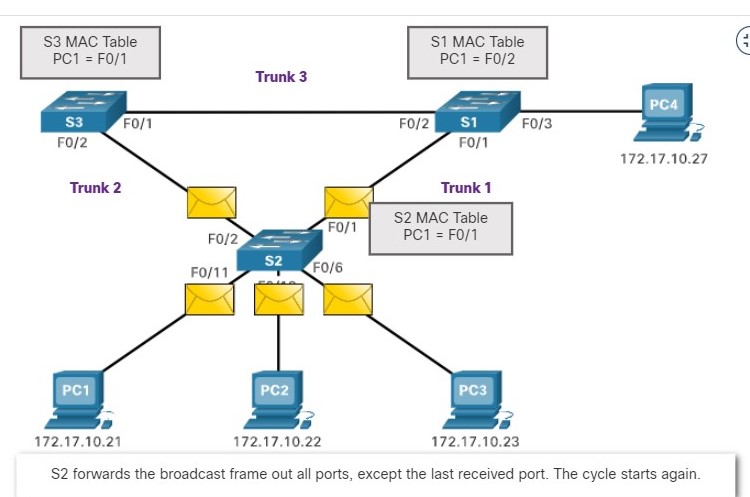 S3 MAC Table
PC1 = F0/1
S1 MAC Table
PC1 = F0/2
Trunk 3
S3
F0/1
F0/2
S1
F0/3
PC4
F0/2
F0/1
172.17.10.27
Trunk 2
Trunk 1
S2 MAC Table
PC1 = F0/1
F0/1
F0/2
S2
F0/11
F0/6
PC1
PC2
PC3
172.17.10.21
172.17.10.22
172.17.10.23
S2 forwards the broadcast frame out all ports, except the last received port. The cycle starts again.